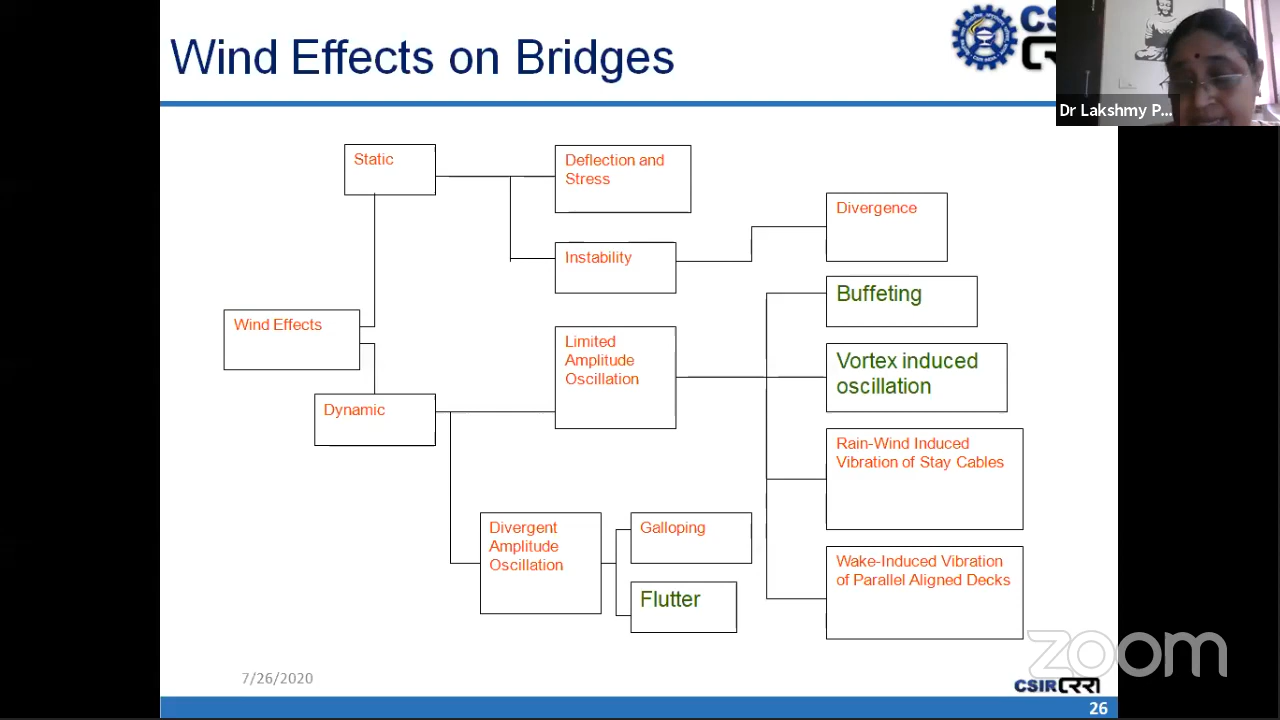 Wind Effects on Bridges
CS
Dr Lakshmy P...
Static
Deflection and
Stress
Divergence
Instability
Buffeting
Wind Effects
Limited
Amplitude
Oscillation
Vortex induced
oscillation
Dynamic
Rain-Wind Induced
Vibration of Stay Cables
Divergent
Amplitude
Oscillation
Galloping
Wake-Induced Vibration
of Parallel Aligned Decks
Flutter
zoom
7/26/2020
CSIR
26